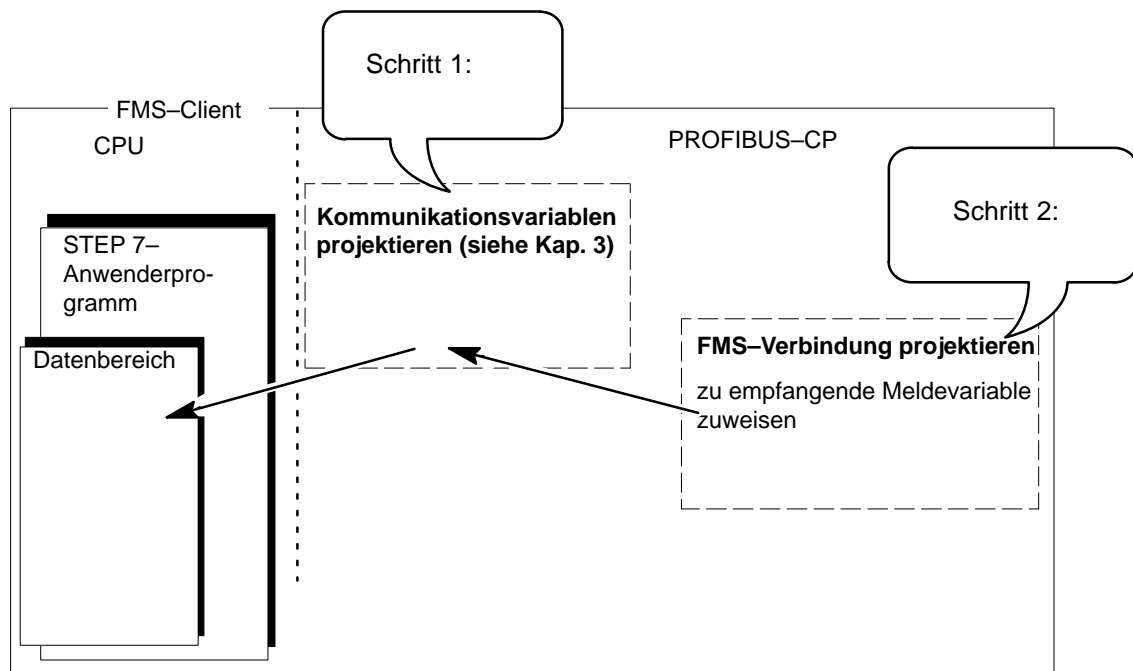 Schritt 1:
FMS–Client
CPU
PROFIBUS–CP
Kommunikationsvariablen
projektieren (siehe Kap. 3)
Schritt 2:
STEP 7–
Anwenderpro-
gramm
Datenbereich
FMS–Verbindung projektieren
zu empfangende Meldevariable
zuweisen